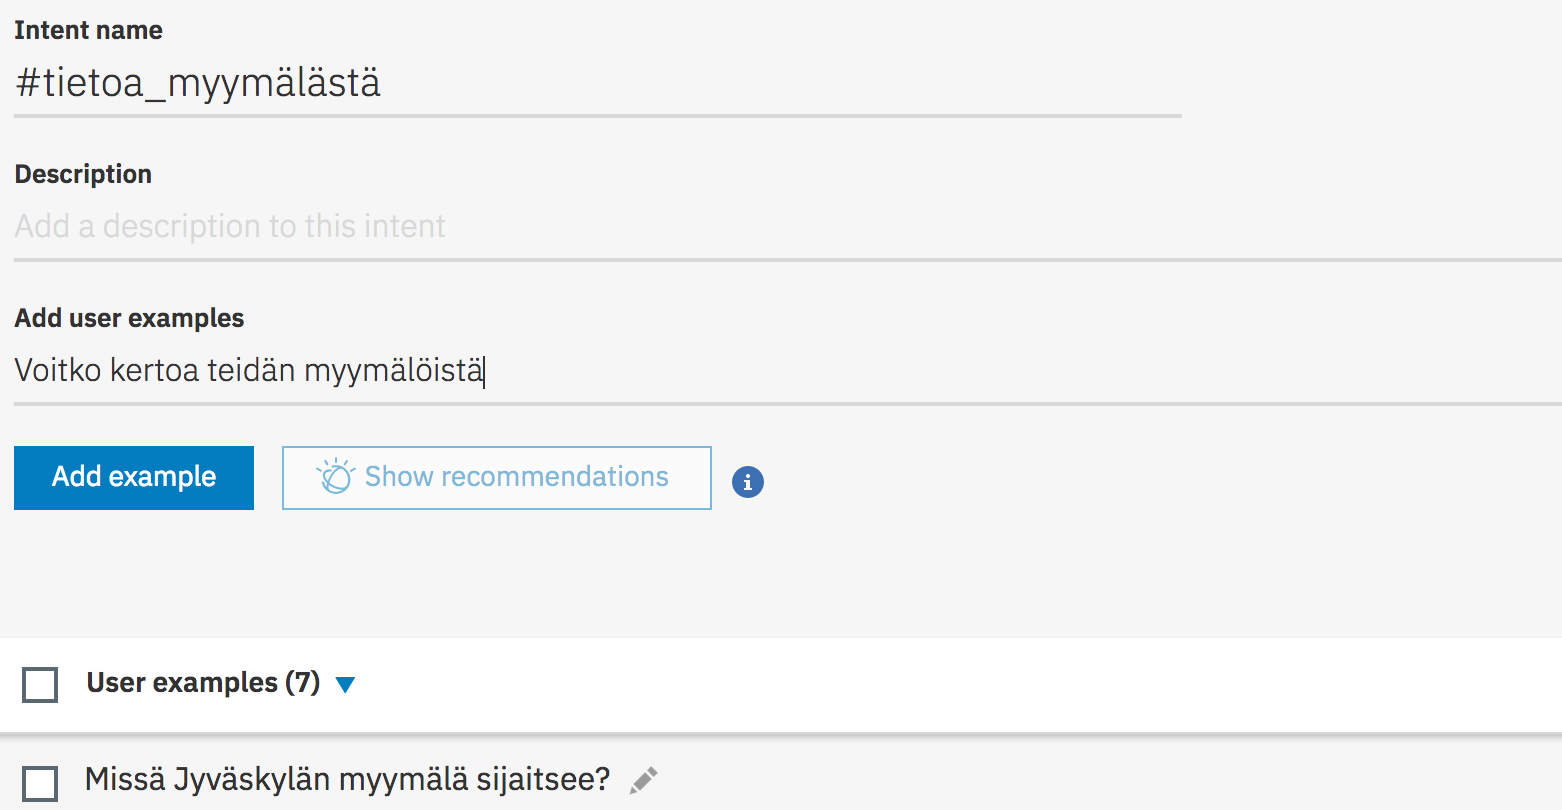 Intent name
#tietoa_myymälästä
Description
Add a description to this intent
Add user examples
Voitko kertoa teidän myymälöistä
Add example
Show recommendations
i
User examples (7)
Missä Jyväskylän myymälä sijaitsee?